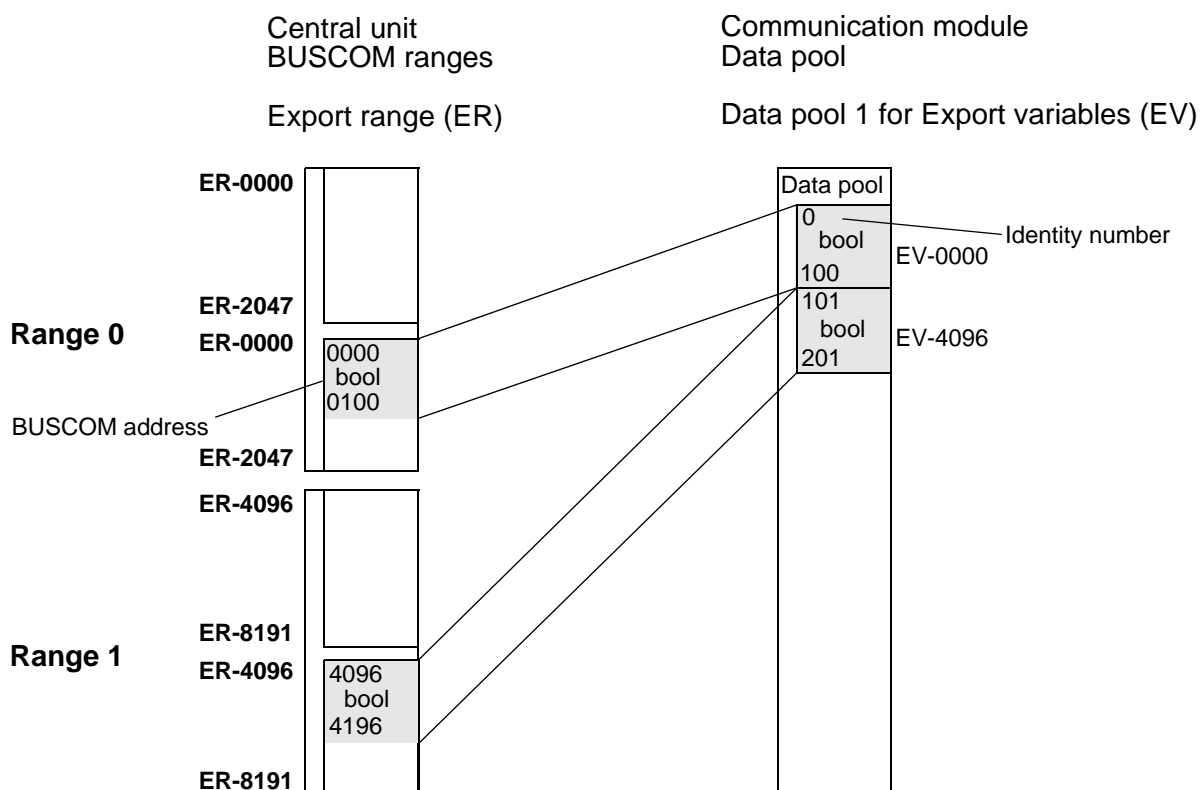 Central unit
BUSCOM ranges
Export range (ER)
Communication module
Data pool
Data pool 1 for Export variables (EV)
ER-0000
ER-2047
Range 0
ER-0000
0000
bool
0100
BUSCOM address
ER-2047
ER-4096
ER-8191
Range 1
ER-4096
4096
bool
4196
ER-8191
Data pool
0
bool
100
EV-0000
Identity number
101
bool
201
EV-4096